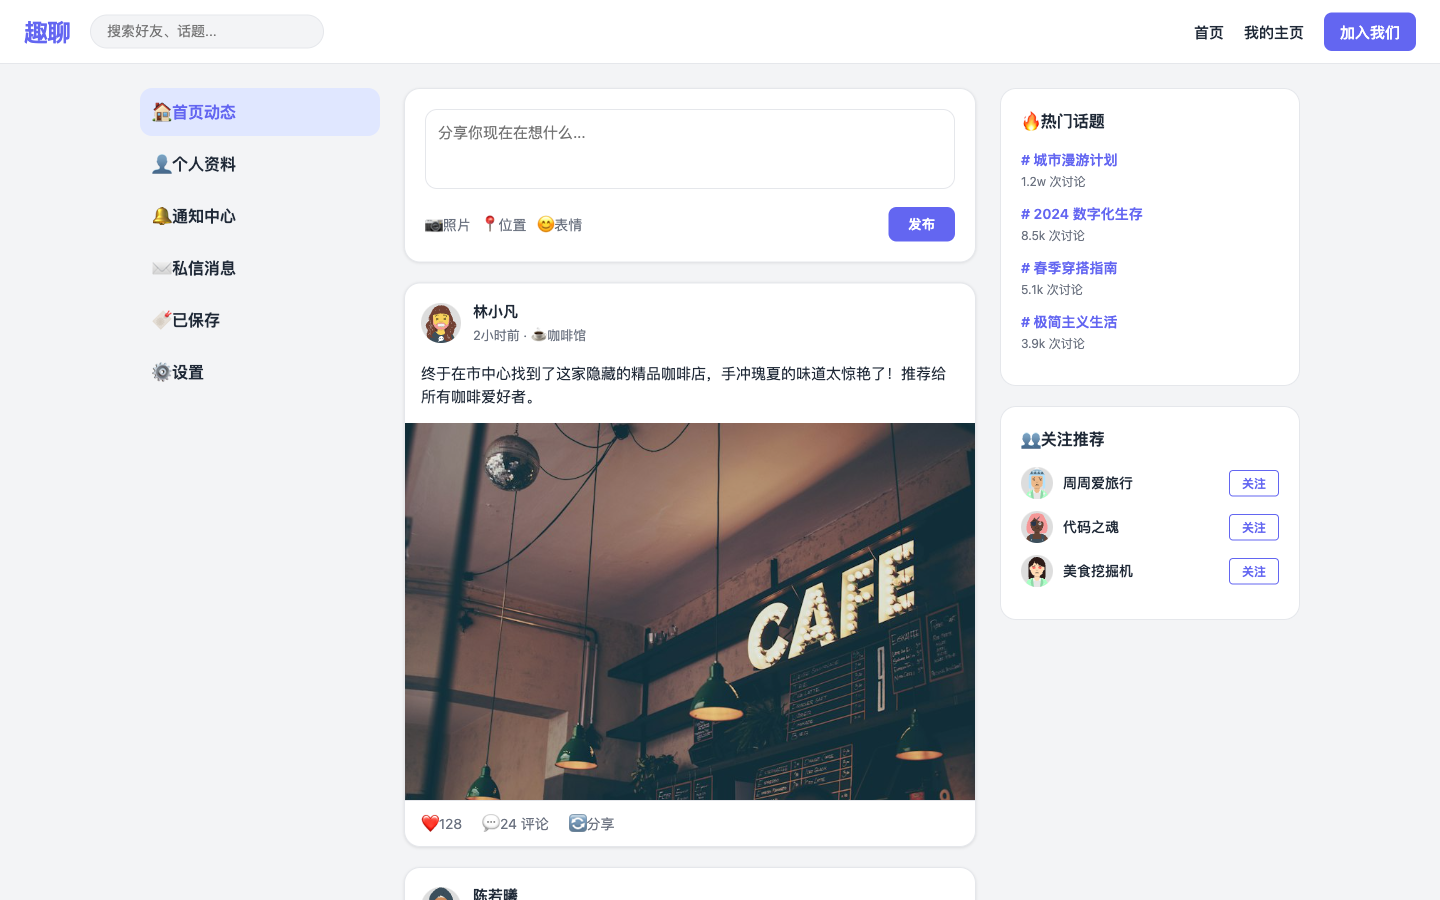 趣聊
搜索好友、话题...
首页
我的主页
加入我们
🏠首页动态
👤个人资料
🔔通知中心
✉️私信消息
🔖已保存
⚙️设置
分享你现在在想什么...
📷照片
📍位置
😊表情
发布
林小凡
2小时前 · ☕咖啡馆
终于在市中心找到了这家隐藏的精品咖啡店，手冲瑰夏的味道太惊艳了！推荐给
所有咖啡爱好者。
CAFE
❤️128
💬24 评论
🔄分享
陈若曦
🔥热门话题
# 城市漫游计划
1.2w 次讨论
# 2024 数字化生存
8.5k 次讨论
# 春季穿搭指南
5.1k 次讨论
# 极简主义生活
3.9k 次讨论
👥关注推荐
周周爱旅行
关注
代码之魂
关注
美食挖掘机
关注